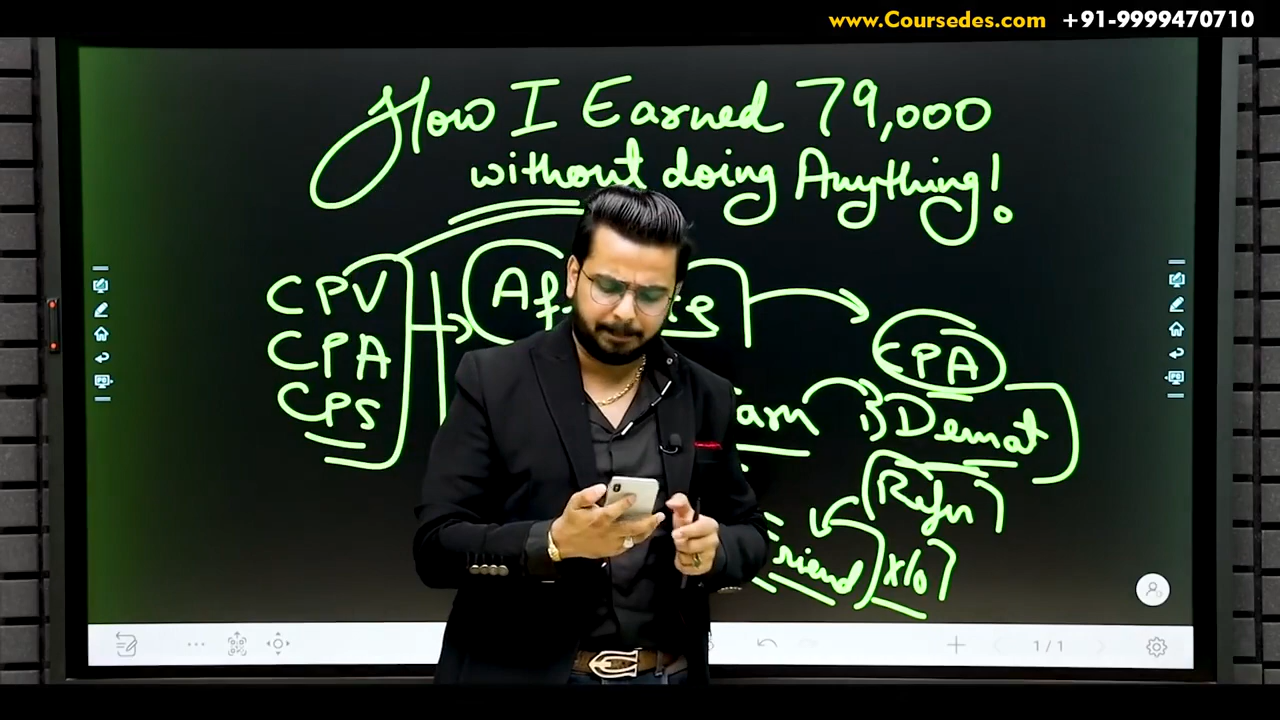 www.Coursedes.com +91-9999470710
How I Earned 79,000
without doing Anything!
CPV
CPA
CPS
CPA
Demat
Refer
Friend
1/1